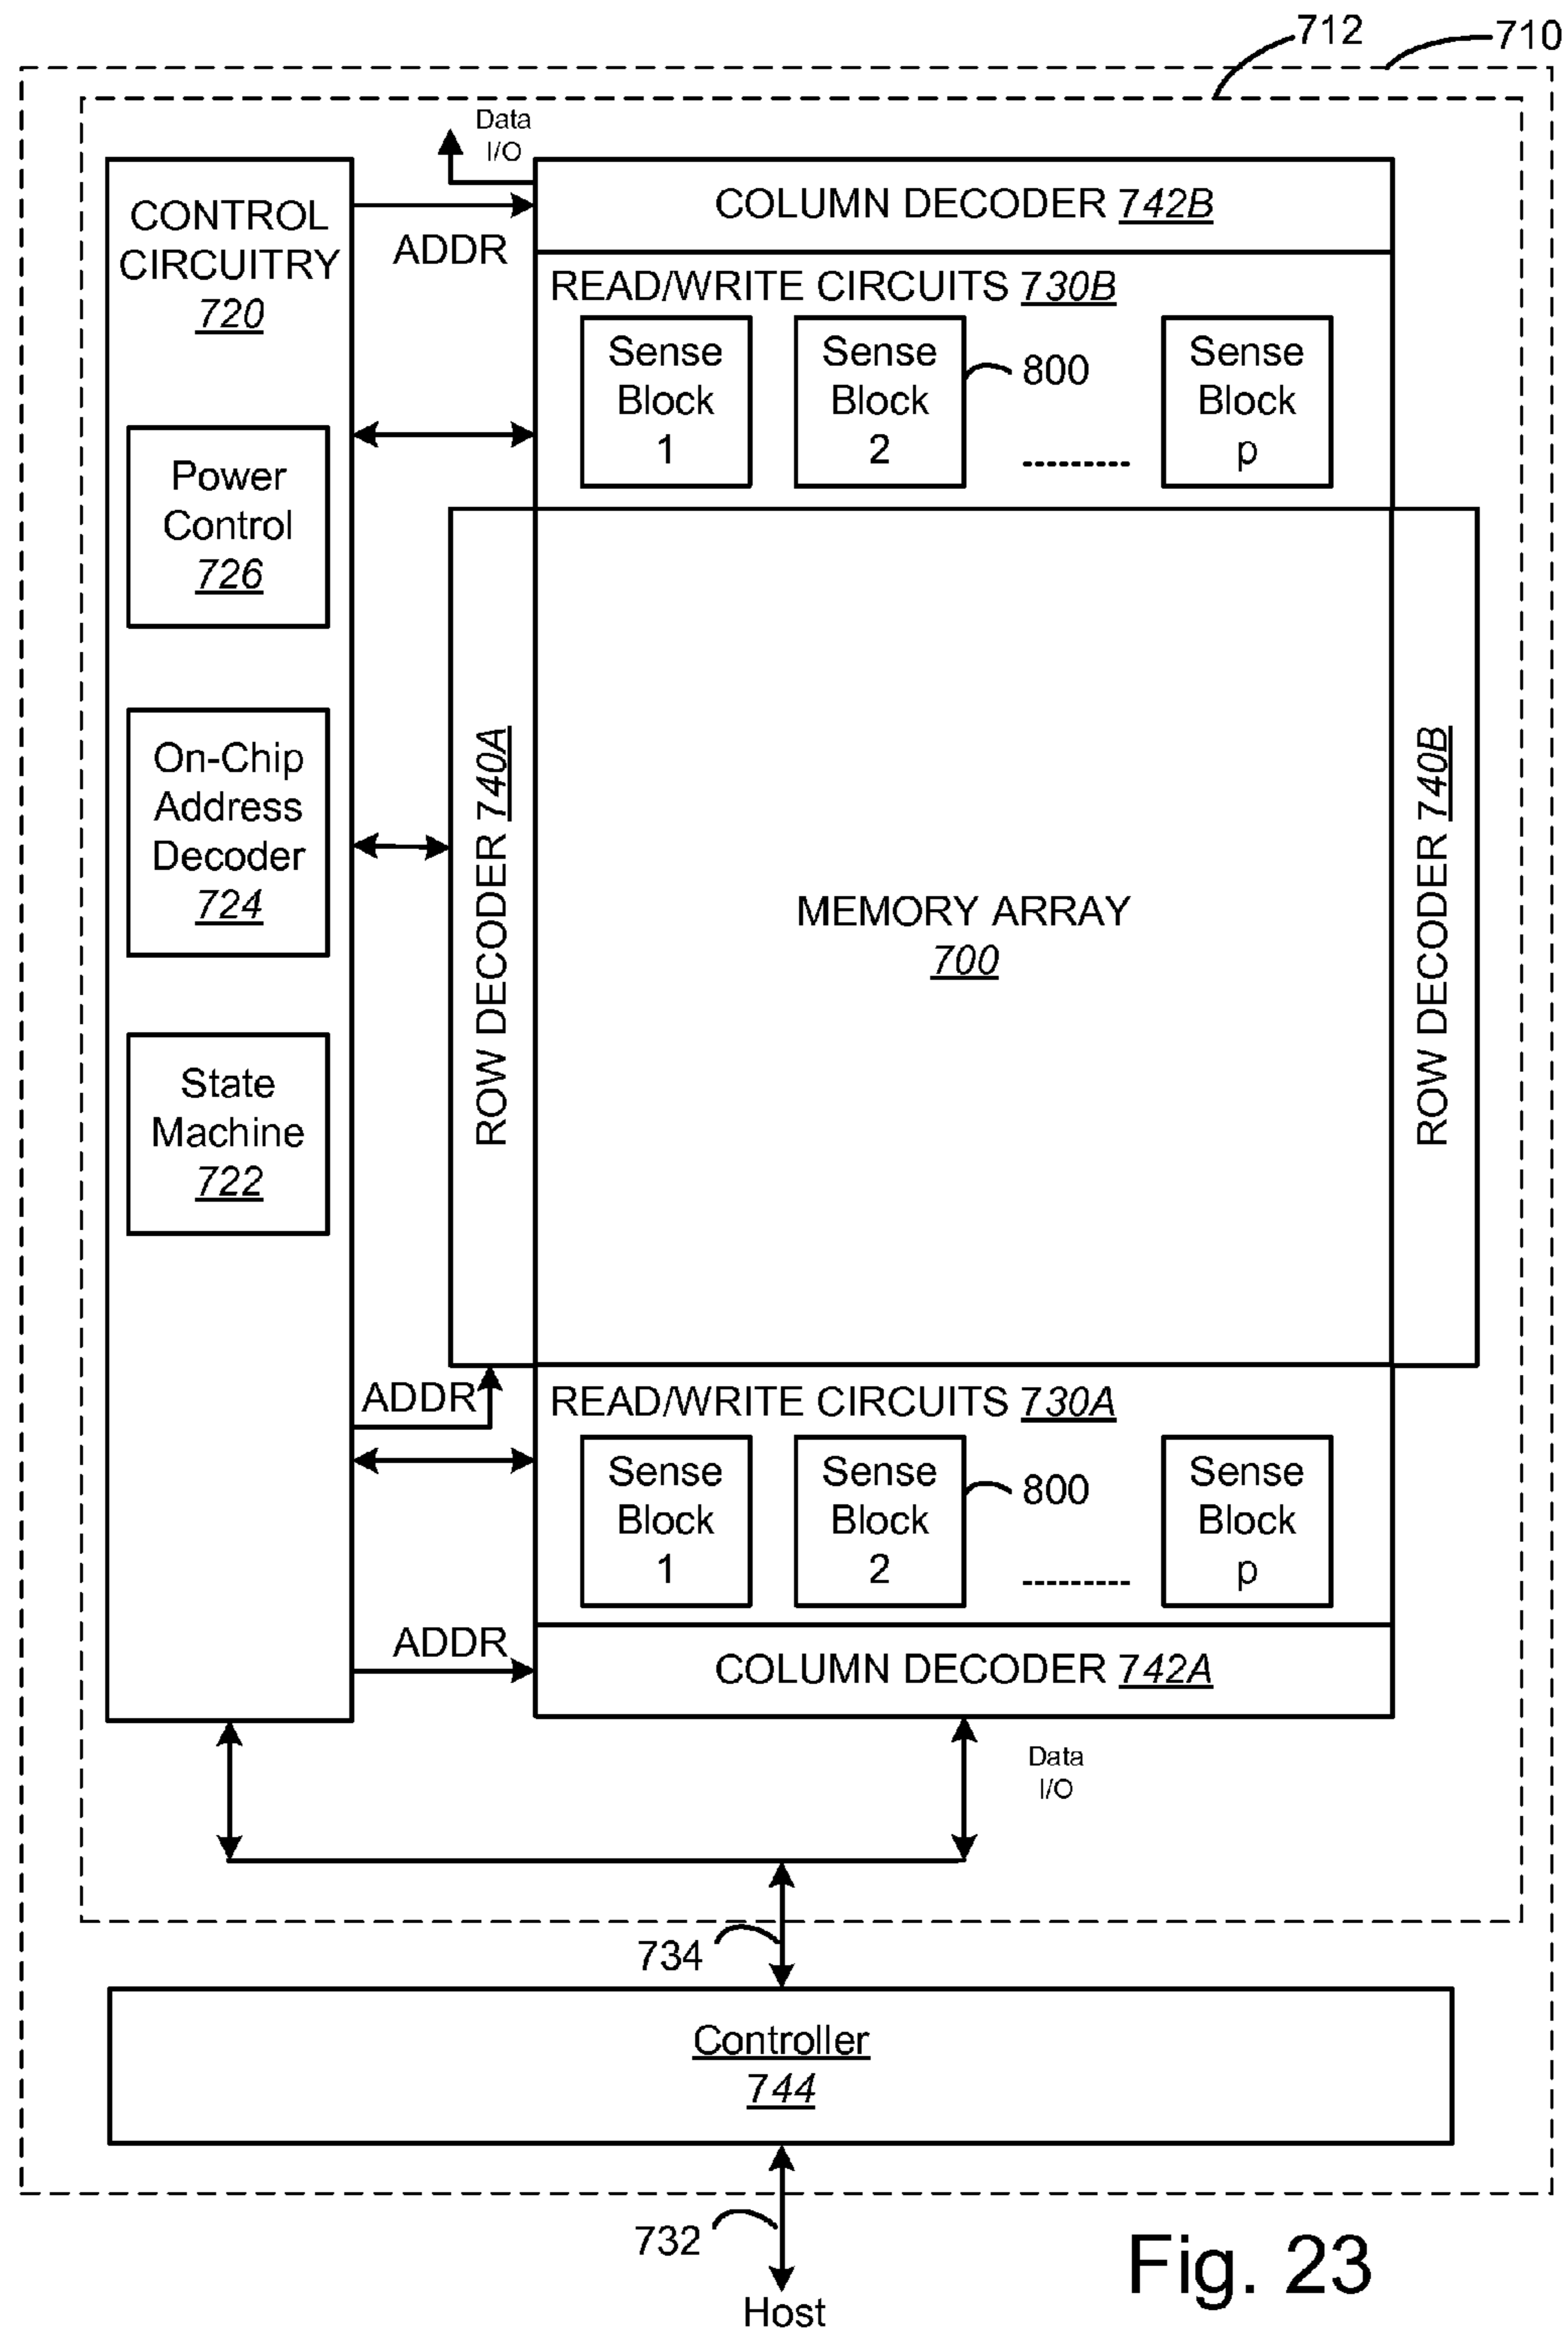 712
710
Data
I/O
CONTROL
CIRCUITRY
720
ADDR
COLUMN DECODER 742B
READ/WRITE CIRCUITS 730B
Sense
Block
1
Sense
Block
2
800
Sense
Block
p
Power
Control
726
On-Chip
Address
Decoder
724
State
Machine
722
ROW DECODER 740A
MEMORY ARRAY
700
ROW DECODER 740B
ADDR
READ/WRITE CIRCUITS 730A
Sense
Block
1
Sense
Block
2
800
Sense
Block
p
ADDR
COLUMN DECODER 742A
Data
I/O
734
Controller
744
732
Host
Fig. 23